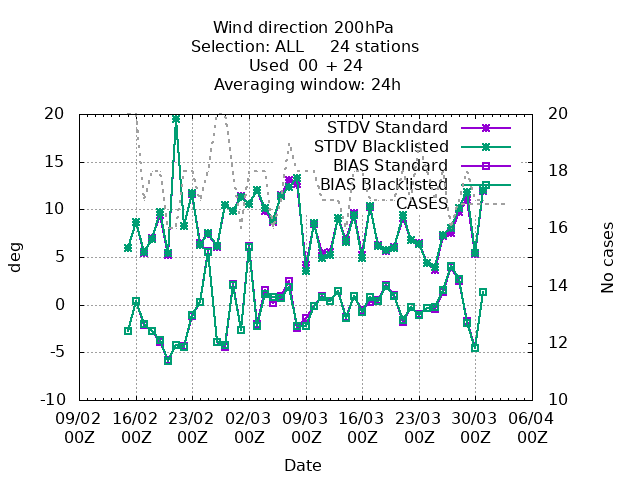 Wind direction 200hPa
Selection: ALL 24 stations
Used 00 + 24
Averaging window: 24h
20 20
STDV Standard
STDV Blacklisted
15
BIAS Standard
18
BIAS Blacklisted
CASES
10
16
5
deg
No cases
14
0
12
-5
-10 10
09/02 16/02 23/02 02/03 09/03 16/03 23/03 30/03 06/04
00Z 00Z 00Z 00Z 00Z 00Z 00Z 00Z 00Z
Date